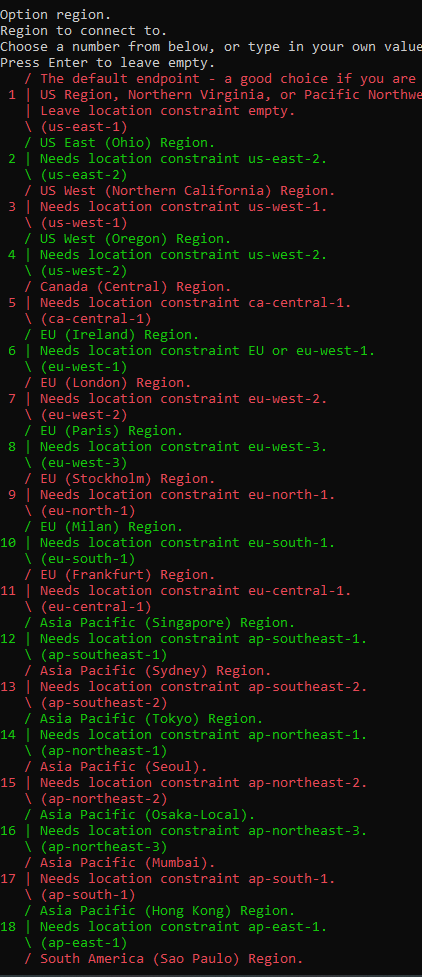 Option region.
Region to connect to.
Choose a number from below, or type in your own value
Press Enter to leave empty.
   / The default endpoint - a good choice if you are
 1 | US Region, Northern Virginia, or Pacific Northwe
   | Leave location constraint empty.
   \ (us-east-1)
   / US East (Ohio) Region.
 2 | Needs location constraint us-east-2.
   \ (us-east-2)
   / US West (Northern California) Region.
 3 | Needs location constraint us-west-1.
   \ (us-west-1)
   / US West (Oregon) Region.
 4 | Needs location constraint us-west-2.
   \ (us-west-2)
   / Canada (Central) Region.
 5 | Needs location constraint ca-central-1.
   \ (ca-central-1)
   / EU (Ireland) Region.
 6 | Needs location constraint EU or eu-west-1.
   \ (eu-west-1)
   / EU (London) Region.
 7 | Needs location constraint eu-west-2.
   \ (eu-west-2)
   / EU (Paris) Region.
 8 | Needs location constraint eu-west-3.
   \ (eu-west-3)
   / EU (Stockholm) Region.
 9 | Needs location constraint eu-north-1.
   \ (eu-north-1)
   / EU (Milan) Region.
10 | Needs location constraint eu-south-1.
   \ (eu-south-1)
   / EU (Frankfurt) Region.
11 | Needs location constraint eu-central-1.
   \ (eu-central-1)
   / Asia Pacific (Singapore) Region.
12 | Needs location constraint ap-southeast-1.
   \ (ap-southeast-1)
   / Asia Pacific (Sydney) Region.
13 | Needs location constraint ap-southeast-2.
   \ (ap-southeast-2)
   / Asia Pacific (Tokyo) Region.
14 | Needs location constraint ap-northeast-1.
   \ (ap-northeast-1)
   / Asia Pacific (Seoul).
15 | Needs location constraint ap-northeast-2.
   \ (ap-northeast-2)
   / Asia Pacific (Osaka-Local).
16 | Needs location constraint ap-northeast-3.
   \ (ap-northeast-3)
   / Asia Pacific (Mumbai).
17 | Needs location constraint ap-south-1.
   \ (ap-south-1)
   / Asia Pacific (Hong Kong) Region.
18 | Needs location constraint ap-east-1.
   \ (ap-east-1)
   / South America (Sao Paulo) Region.